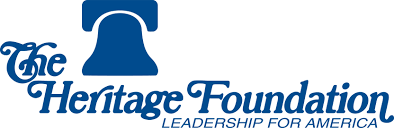 The
Heritage Foundation
LEADERSHIP FOR AMERICA